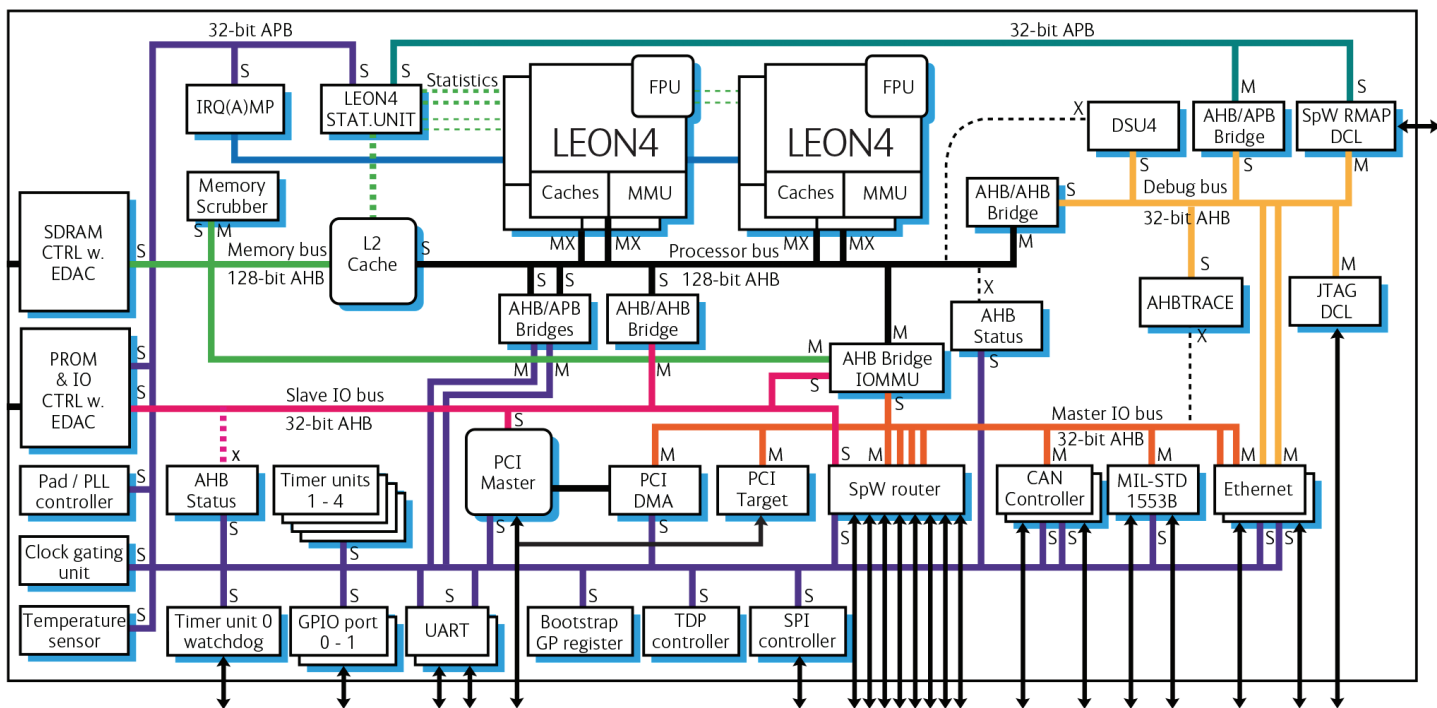 32-bit APB
32-bit APB
S
S
S
Statistics
FPU
FPU
M
S
X
IRQ(A)MP
LEON4
STAT.UNIT
LEON4
LEON4
DSU4
AHB/APB
Bridge
SpW RMAP
DCL
S
S
M
Memory
Scrubber
Caches
MMU
Caches
MMU
AHB/AHB
Bridge
S
Debug bus
32-bit AHB
S
M
SDRAM
CTRL w.
EDAC
S
Memory bus
128-bit AHB
L2
Cache
S
MX
MX
Processor bus
128-bit AHB
MX
MX
M
S
S
S
X
S
M
AHB/APB
Bridges
AHB/AHB
Bridge
AHB
Status
AHBTRACE
JTAG
DCL
PROM
& IO
CTRL w.
EDAC
S
S
M
M
M
M
M
S
AHB Bridge
IOMMU
S
S
X
Slave IO bus
32-bit AHB
S
Master IO bus
32-bit AHB
X
S
M
M
S
M
M
M
M
M
Pad / PLL
controller
S
AHB
Status
Timer units
1 - 4
PCI
Master
PCI
DMA
PCI
Target
SpW router
CAN
Controller
MIL-STD
1553B
Ethernet
S
S
S
S
S
S
S
S
S
S
Clock gating
unit
S
Temperature
sensor
S
S
S
S
S
S
S
S
Timer unit 0
watchdog
GPIO port
0 - 1
UART
Bootstrap
GP register
TDP
controller
SPI
controller